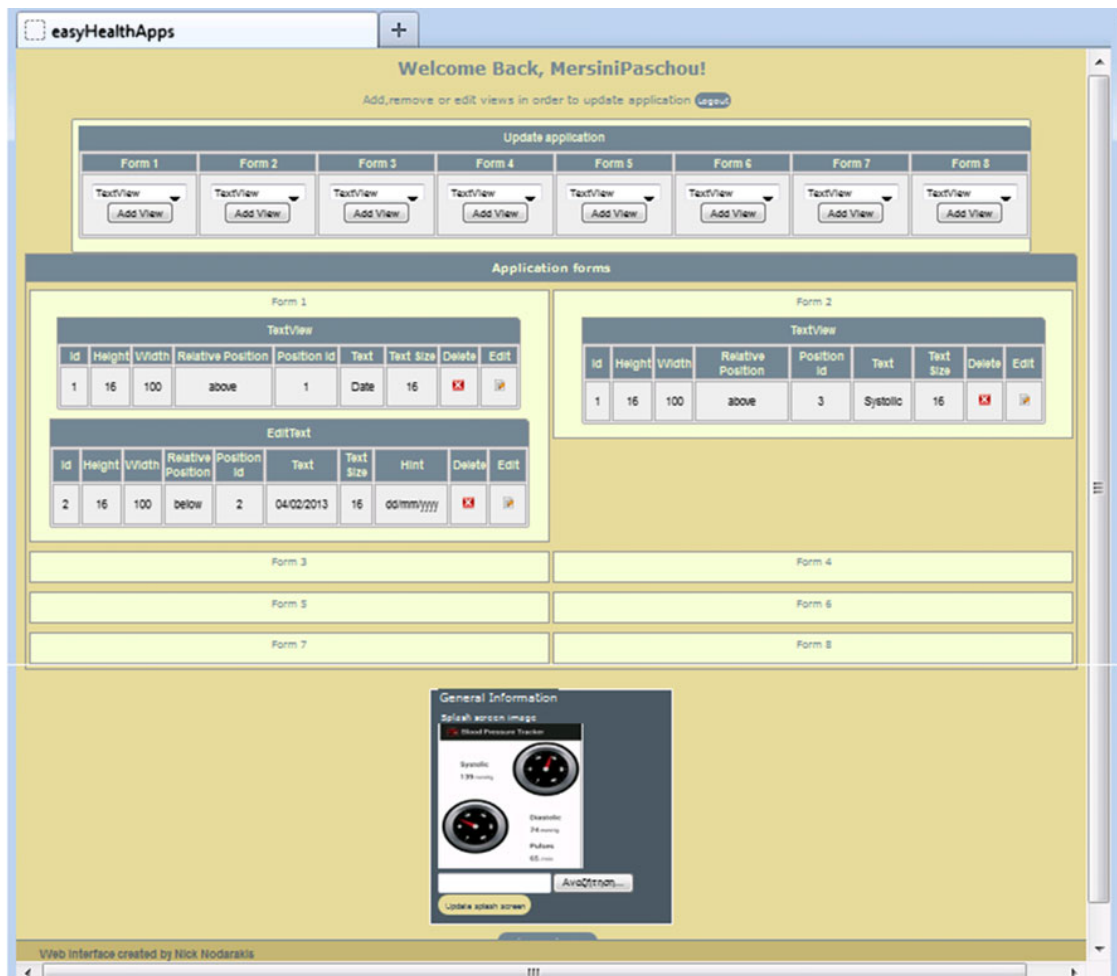 easyHealthApps
+
Welcome Back, MersiniPaschou!
Add,remove or edit views in order to update application Logout
Update application
Form 1 Form 2 Form 3 Form 4 Form 5 Form 6 Form 7 Form 8
TextView TextView TextView TextView TextView TextView TextView TextView
Add View Add View Add View Add View Add View Add View Add View Add View
Application forms
Form 1
TextView
Id Height Width Relative Position Position Id Text Text Size Delete Edit
1 16 100 above 1 Date 16
EditText
Id Height Width Relative Position Position Id Text Text Size Hint Delete Edit
2 16 100 below 2 04/02/2013 16 dd/mm/yyyy
Form 2
TextView
Id Height Width Relative Position Position Id Text Text Size Delete Edit
1 16 100 above 3 Systolic 16
Form 3 Form 4
Form 5 Form 6
Form 7 Form 8
General Information
Splash screen image
Blood Pressure Tracker
Systolic
139 mmHg
Diastolic
74 mmHg
Pulses
65 /min
Αναζήτηση...
Update splash screen
Web Interface created by Nick Nodarakis